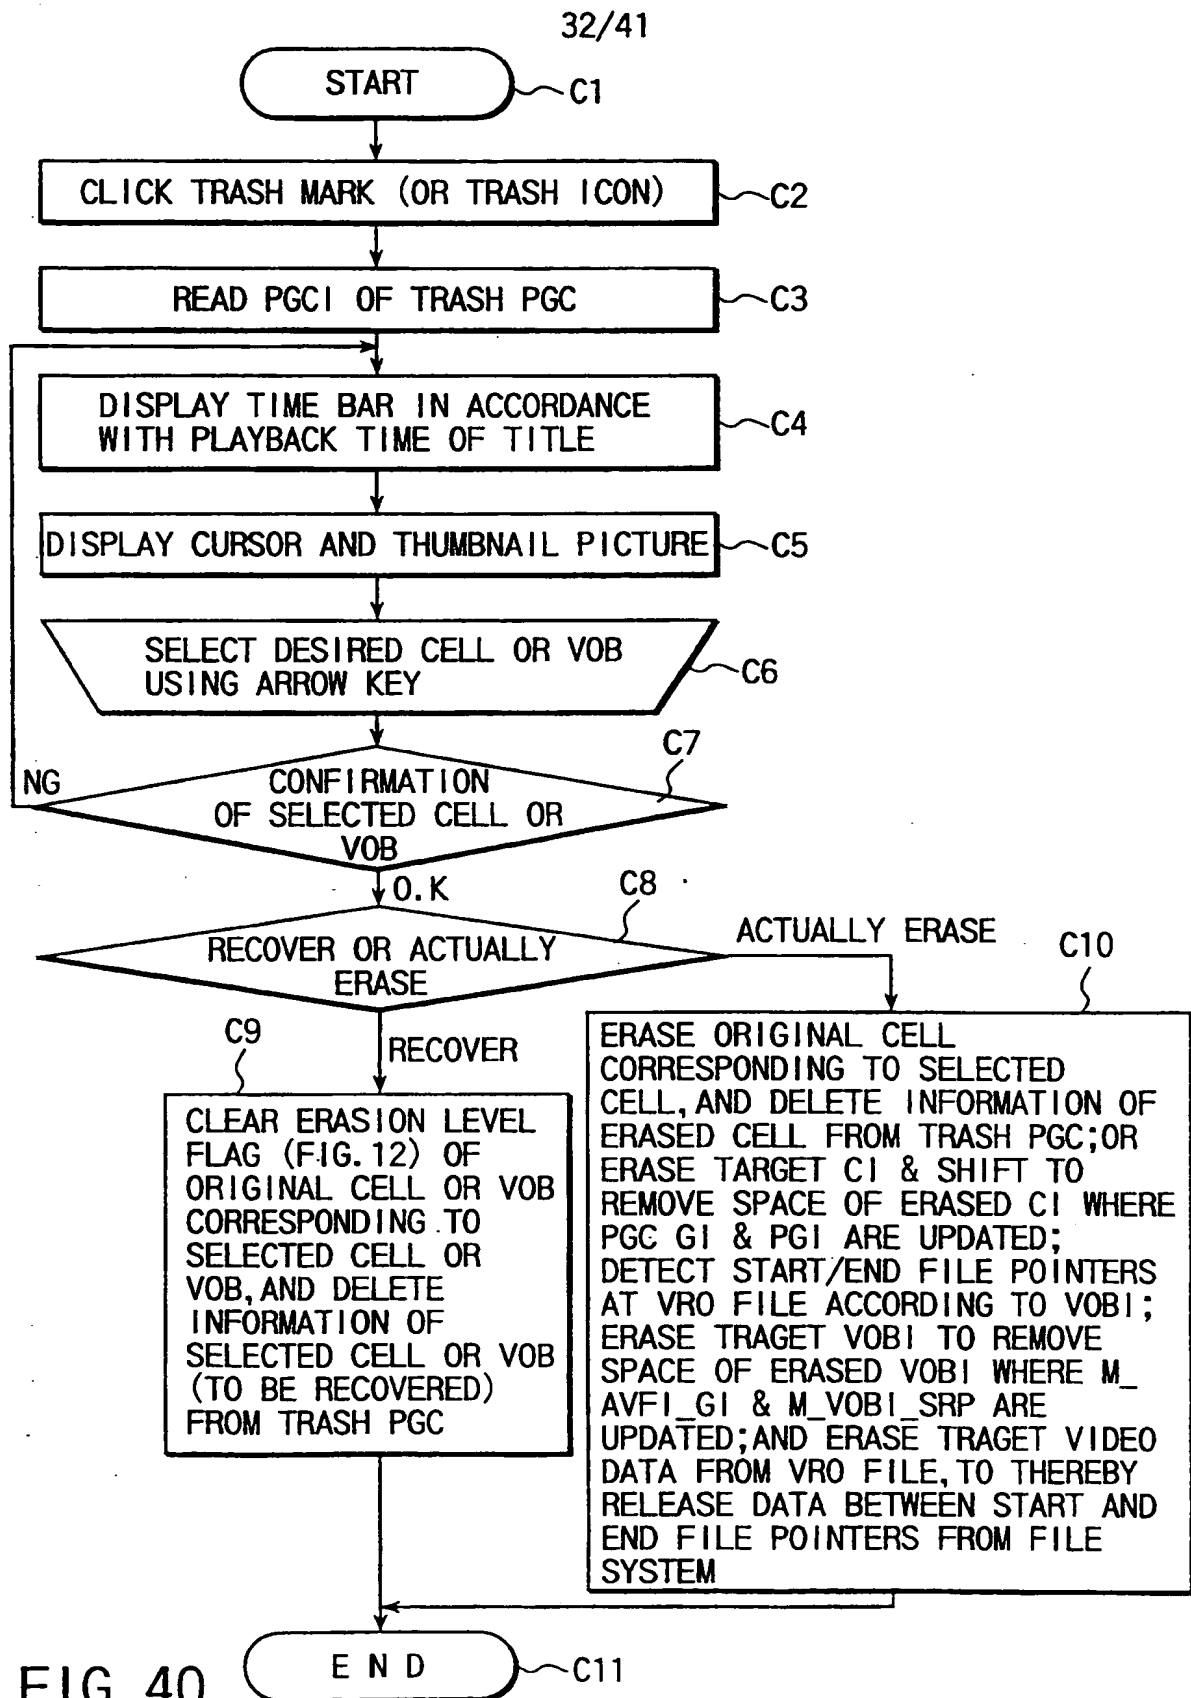 32/41
START
C1
CLICK TRASH MARK (OR TRASH ICON)
C2
READ PGCI OF TRASH PGC
C3
DISPLAY TIME BAR IN ACCORDANCE
WITH PLAYBACK TIME OF TITLE
C4
DISPLAY CURSOR AND THUMBNAIL PICTURE
C5
SELECT DESIRED CELL OR VOB
USING ARROW KEY
C6
C7
NG
CONFIRMATION
OF SELECTED CELL OR
VOB
O.K
C8
RECOVER OR ACTUALLY
ERASE
ACTUALLY ERASE
C10
C9
RECOVER
CLEAR ERASION LEVEL
FLAG (FIG.12) OF
ORIGINAL CELL OR VOB
CORRESPONDING TO
SELECTED CELL OR
VOB, AND DELETE
INFORMATION OF
SELECTED CELL OR VOB
(TO BE RECOVERED)
FROM TRASH PGC
ERASE ORIGINAL CELL
CORRESPONDING TO SELECTED
CELL, AND DELETE INFORMATION OF
ERASED CELL FROM TRASH PGC;OR
ERASE TARGET CI & SHIFT TO
REMOVE SPACE OF ERASED CI WHERE
PGC GI & PGI ARE UPDATED;
DETECT START/END FILE POINTERS
AT VRO FILE ACCORDING TO VOBI;
ERASE TRAGET VOBI TO REMOVE
SPACE OF ERASED VOBI WHERE M_
AVFI_GI & M_VOBI_SRP ARE
UPDATED;AND ERASE TRAGET VIDEO
DATA FROM VRO FILE, TO THEREBY
RELEASE DATA BETWEEN START AND
END FILE POINTERS FROM FILE
SYSTEM
END
C11
FIG. 40